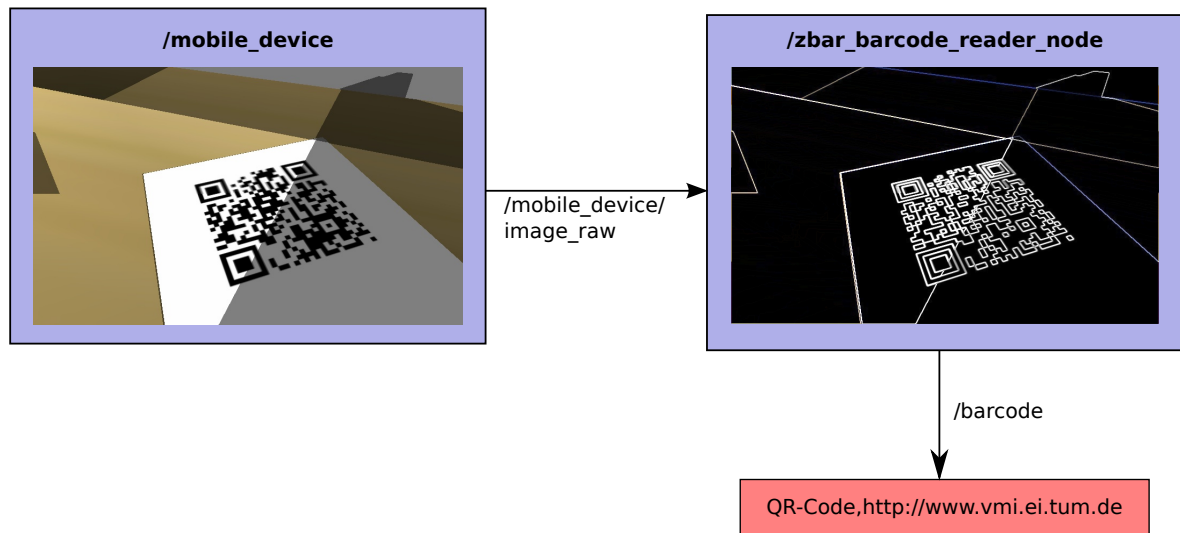 /mobile_device
/zbar_barcode_reader_node
/mobile_device/
image_raw
/barcode
QR-Code,http://www.vmi.ei.tum.de